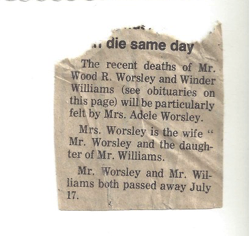 die same day
The recent deaths of Mr.
Wood R. Worsley and Winder
Williams (see obituaries on
this page) will be particularly
felt by Mrs. Adele Worsley.
Mrs. Worsley is the wife "
Mr. Worsley and the daugh-
ter of Mr. Williams.
Mr. Worsley and Mr. Wil-
liams both passed away July
17.